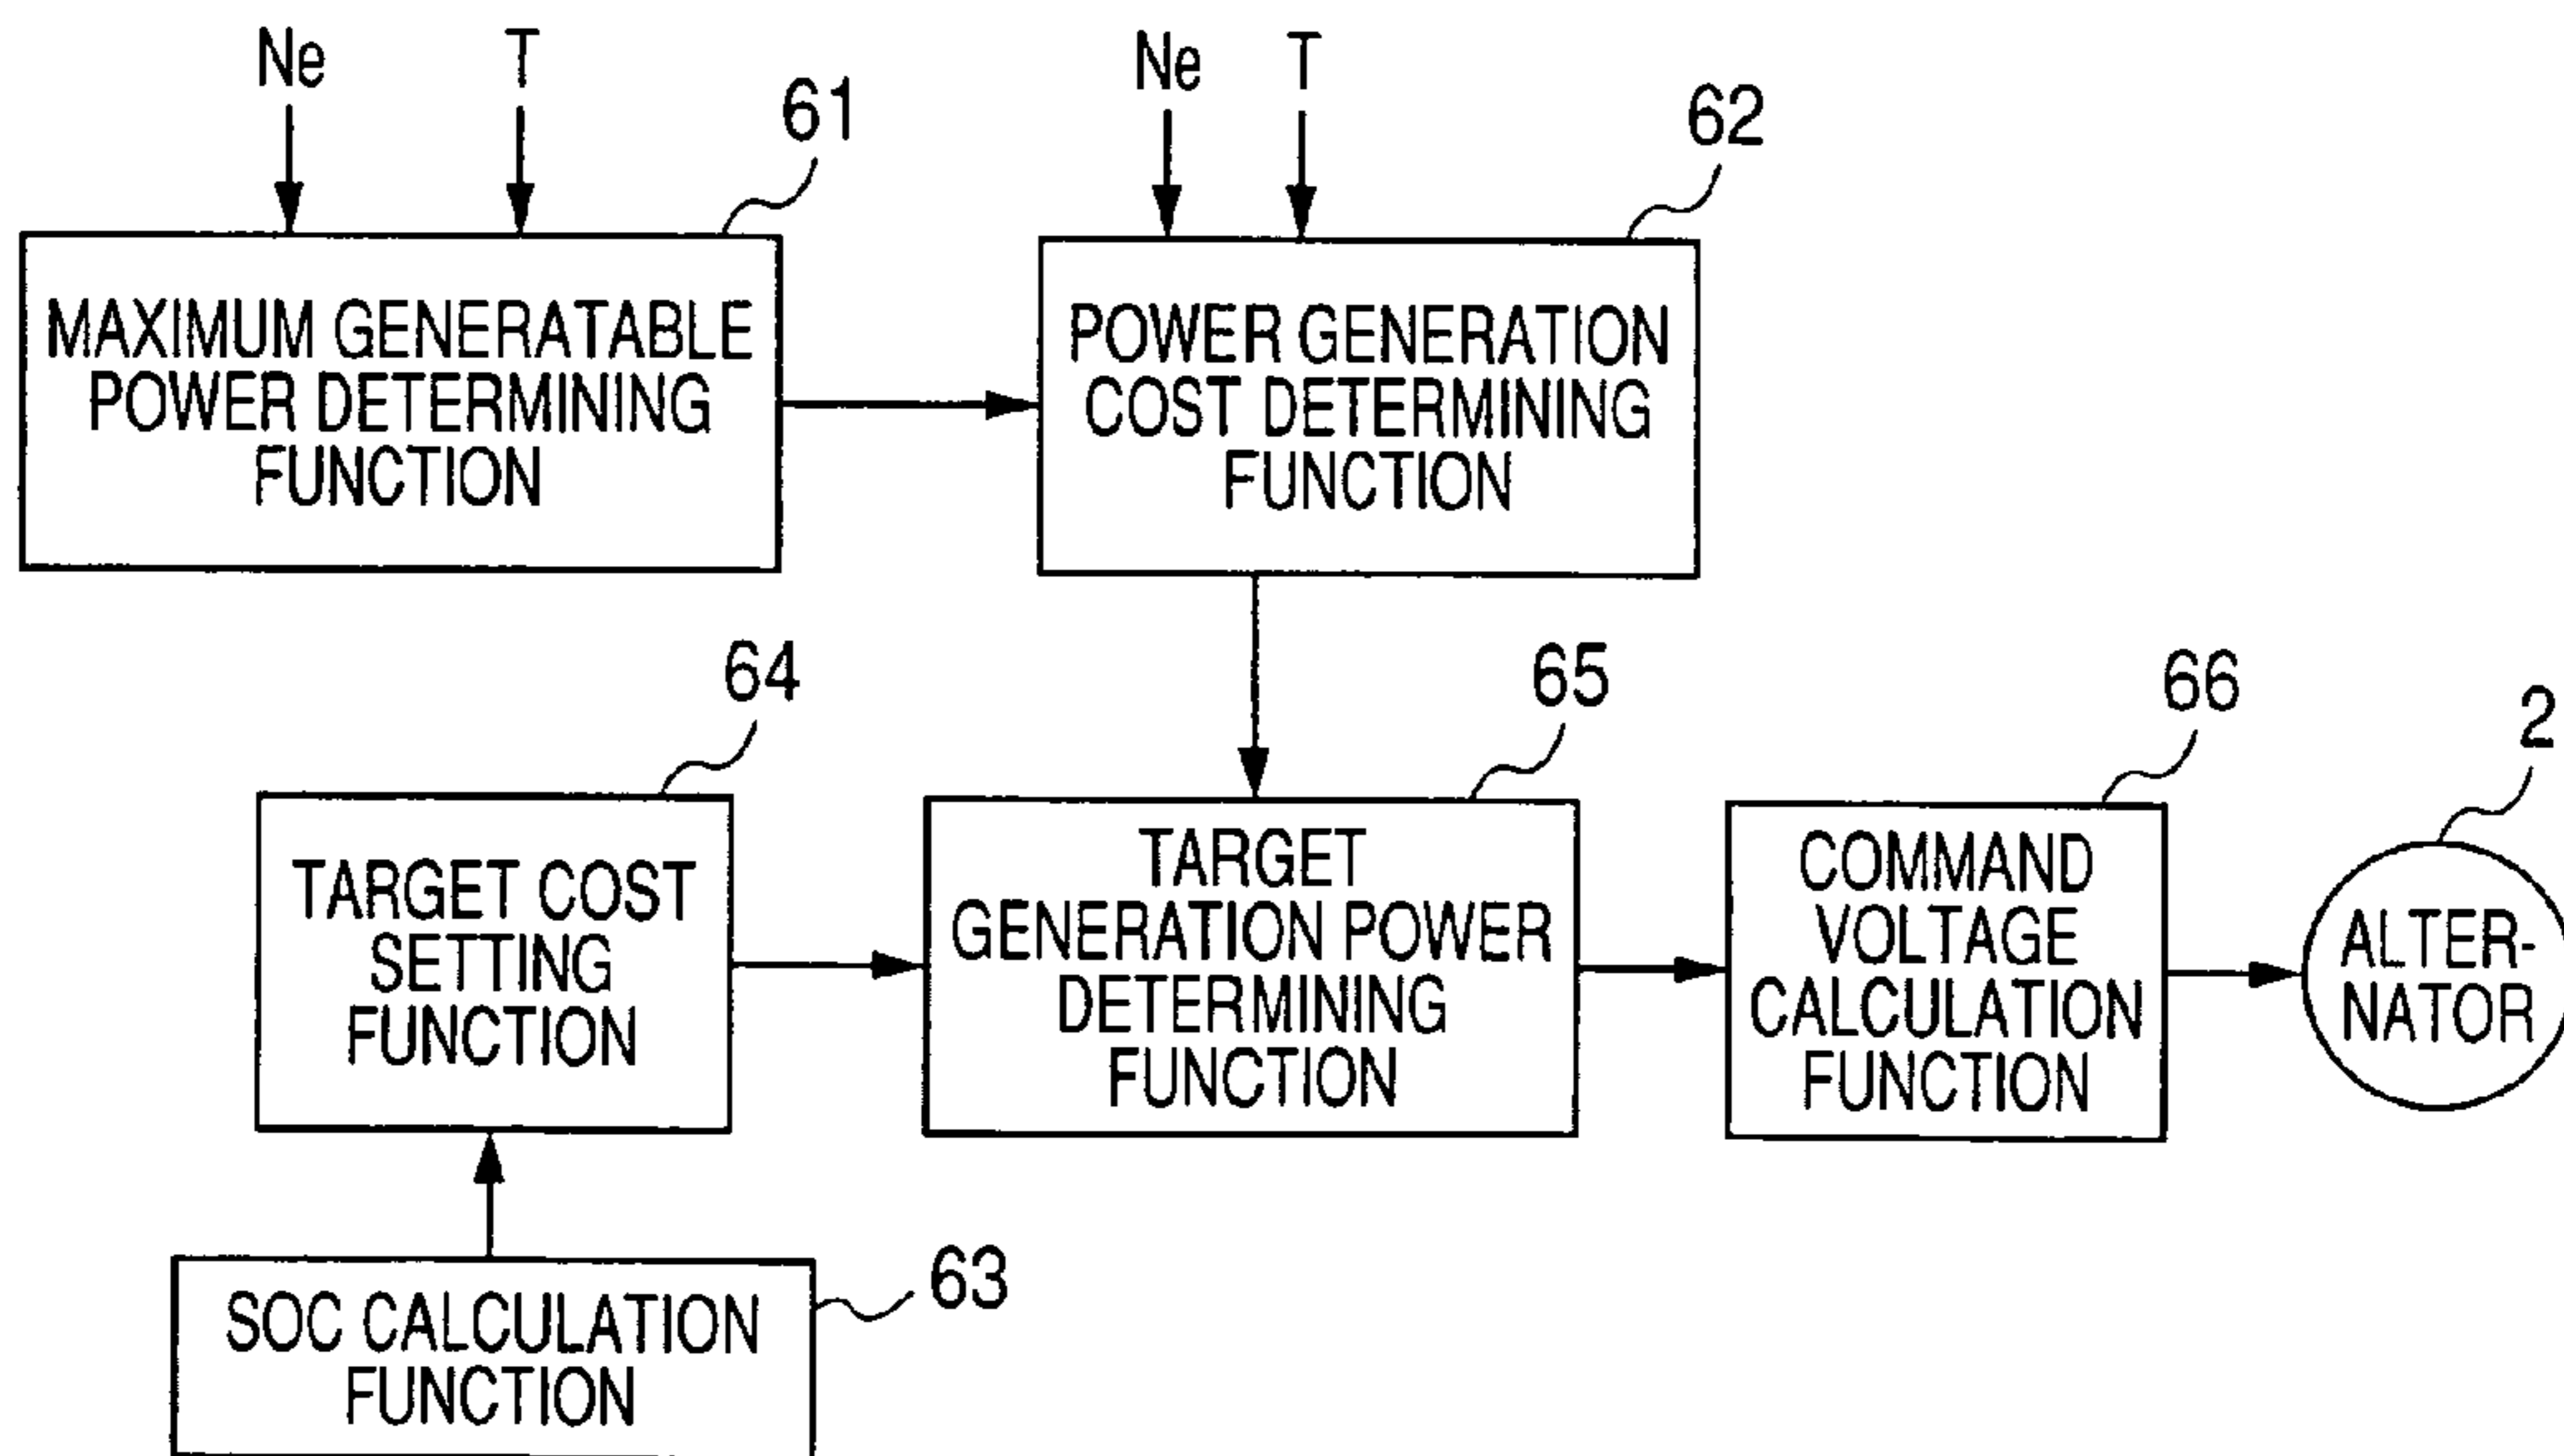 Ne
T
61
MAXIMUM GENERATABLE
POWER DETERMINING
FUNCTION
Ne
T
62
POWER GENERATION
COST DETERMINING
FUNCTION
64
TARGET COST
SETTING
FUNCTION
65
TARGET
GENERATION POWER
DETERMINING
FUNCTION
66
COMMAND
VOLTAGE
CALCULATION
FUNCTION
2
ALTER-
NATOR
63
SOC CALCULATION
FUNCTION